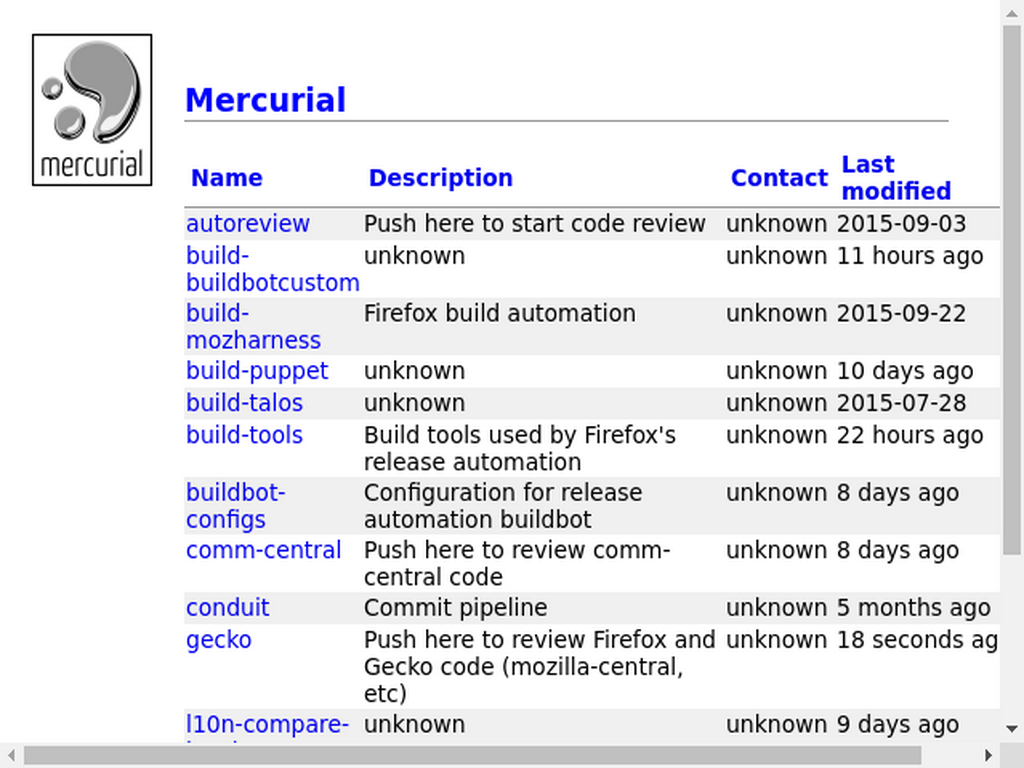 mercurial
Mercurial
Name Description Contact Last modified
autoreview Push here to start code review unknown 2015-09-03
build- unknown unknown 11 hours ago
buildbotcustom
build- Firefox build automation unknown 2015-09-22
mozharness
build-puppet unknown unknown 10 days ago
build-talos unknown unknown 2015-07-28
build-tools Build tools used by Firefox's unknown 22 hours ago
release automation
buildbot- Configuration for release unknown 8 days ago
configs automation buildbot
comm-central Push here to review comm- unknown 8 days ago
central code
conduit Commit pipeline unknown 5 months ago
gecko Push here to review Firefox and unknown 18 seconds ag
Gecko code (mozilla-central,
etc)
l10n-compare- unknown unknown 9 days ago